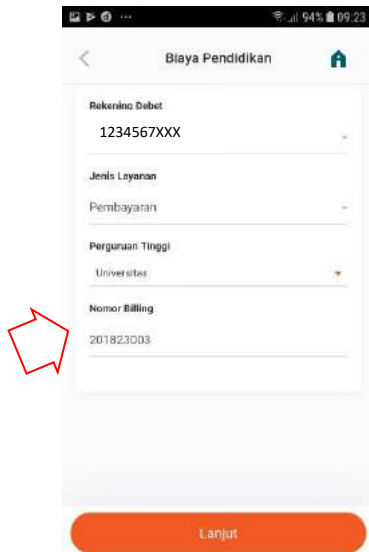 94% 09:23
Biaya Pendidikan
Rekening Debet
1234567XXX
Jenis Layanan
Pembayaran
Perguruan Tinggi
Universitas
Nomor Billing
201823003
Lanjut